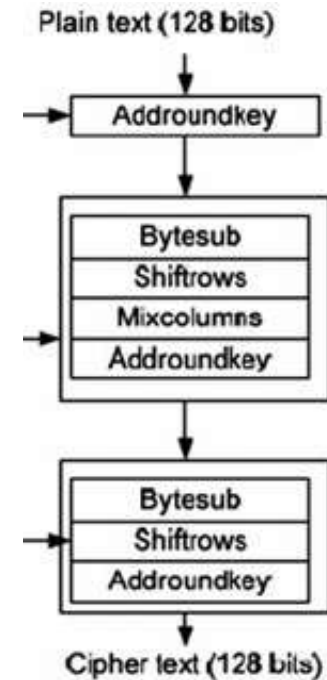 Plain text (128 bits)
Addroundkey
Bytesub
Shiftrows
Mixcolumns
Addroundkey
Bytesub
Shiftrows
Addroundkey
Cipher text (128 bits)